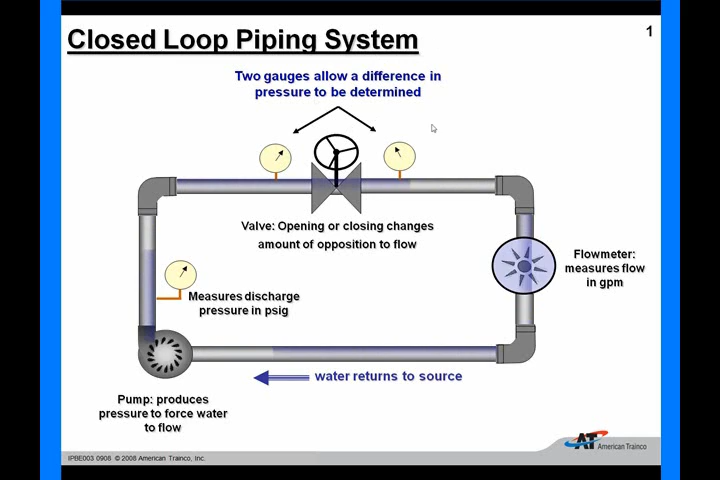 Closed Loop Piping System
1
Two gauges allow a difference in
pressure to be determined
Valve: Opening or closing changes
amount of opposition to flow
Flowmeter:
measures flow
in gpm
Measures discharge
pressure in psig
water returns to source
Pump: produces
pressure to force water
to flow
IPBE003 0908 © 2008 American Trainco, Inc.
AT American Trainco